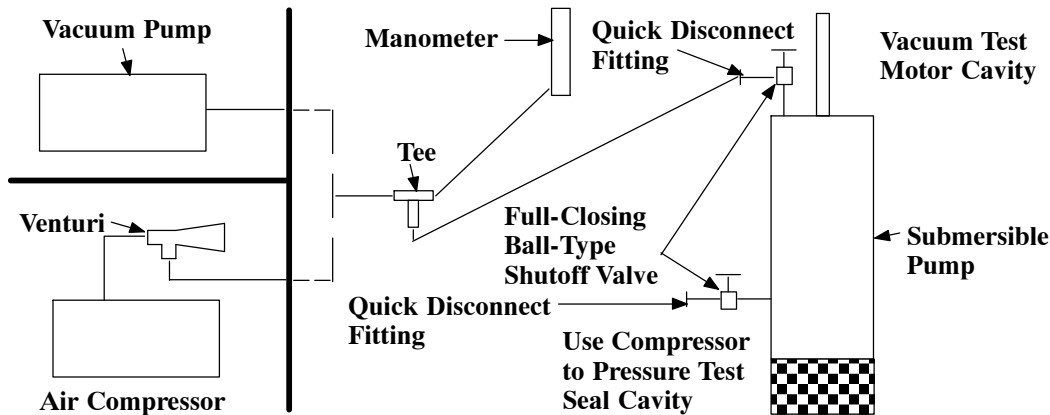 Vacuum Pump
Manometer
Quick Disconnect
Fitting
Vacuum Test
Motor Cavity
Tee
Venturi
Full-Closing
Ball-Type
Shutoff Valve
Submersible
Pump
Quick Disconnect
Fitting
Use Compressor
to Pressure Test
Seal Cavity
Air Compressor